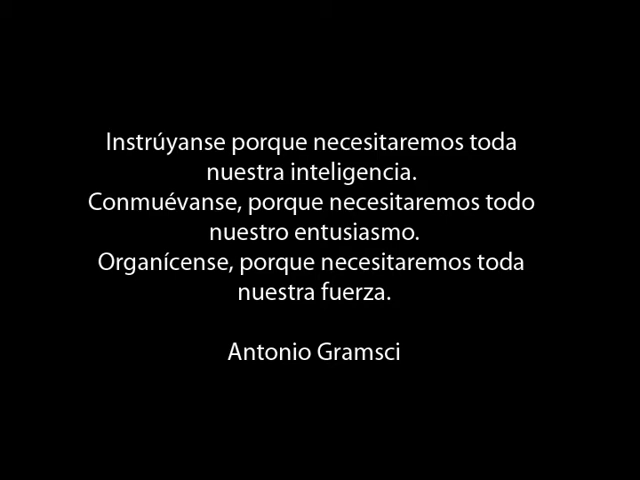 Instrúyanse porque necesitaremos toda
nuestra inteligencia.
Conmuévanse, porque necesitaremos todo
nuestro entusiasmo.
Organícense, porque necesitaremos toda
nuestra fuerza.
Antonio Gramsci